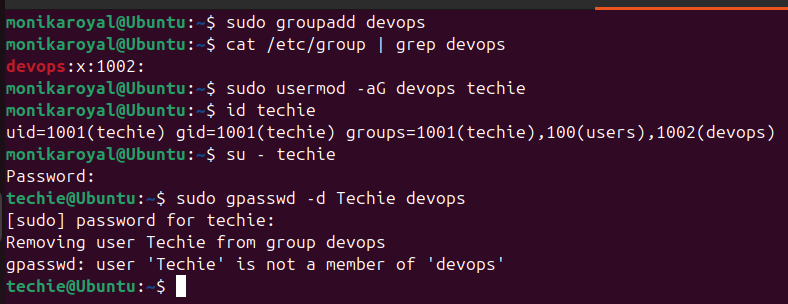 monikaroyal@Ubuntu:~$ sudo groupadd devops
monikaroyal@Ubuntu:~$ cat /etc/group | grep devops
devops:x:1002:
monikaroyal@Ubuntu:~$ sudo usermod -aG devops techie
monikaroyal@Ubuntu:~$ id techie
uid=1001(techie) gid=1001(techie) groups=1001(techie),100(users),1002(devops)
monikaroyal@Ubuntu:~$ su - techie
Password:
techie@Ubuntu:~$ sudo gpasswd -d Techie devops
[sudo] password for techie:
Removing user Techie from group devops
gpasswd: user 'Techie' is not a member of 'devops'
techie@Ubuntu:~$